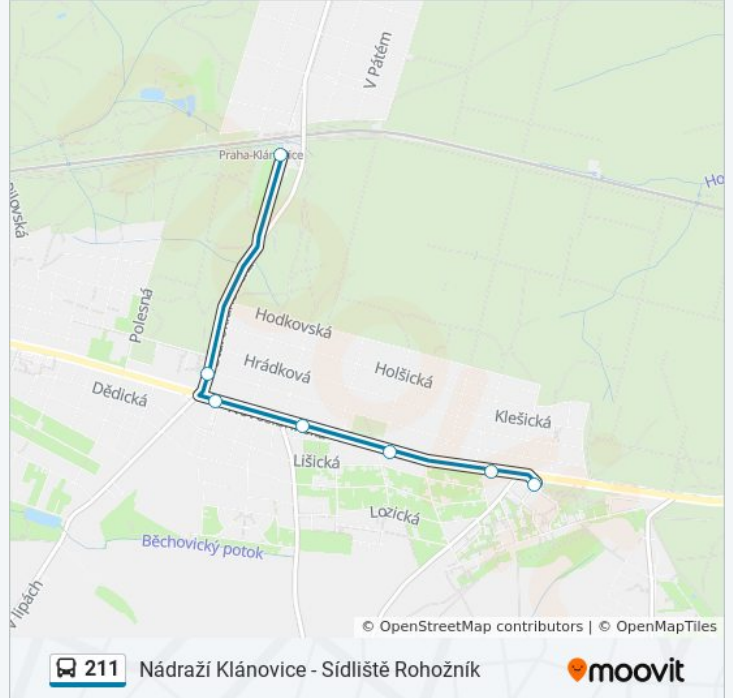 V Pátém
Praha-Klánovice
Polesná
Hodkovská
Hrádková
Holšická
Dědická
Klešická
Lišická
Lozická
Běchovický potok
V lipách
© OpenStreetMap contributors | © OpenMapTiles
211 Nádraží Klánovice - Sídliště Rohožník
moovit